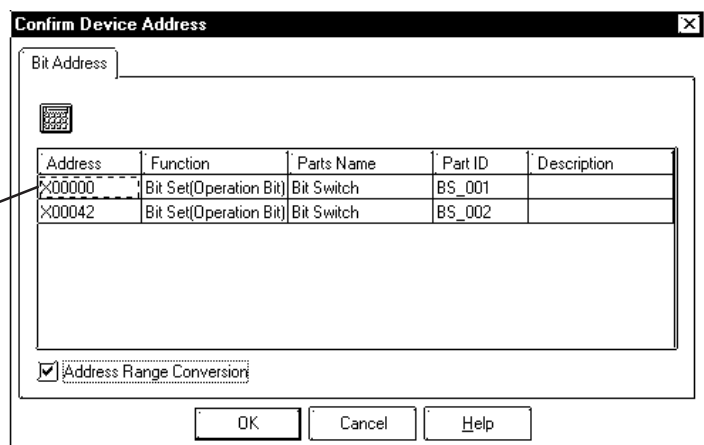 Confirm Device Address
Bit Address
Address Function Parts Name Part ID Description
X00000 Bit Set(Operation Bit) Bit Switch BS_001
X00042 Bit Set(Operation Bit) Bit Switch BS_002
Address Range Conversion
OK Cancel Help